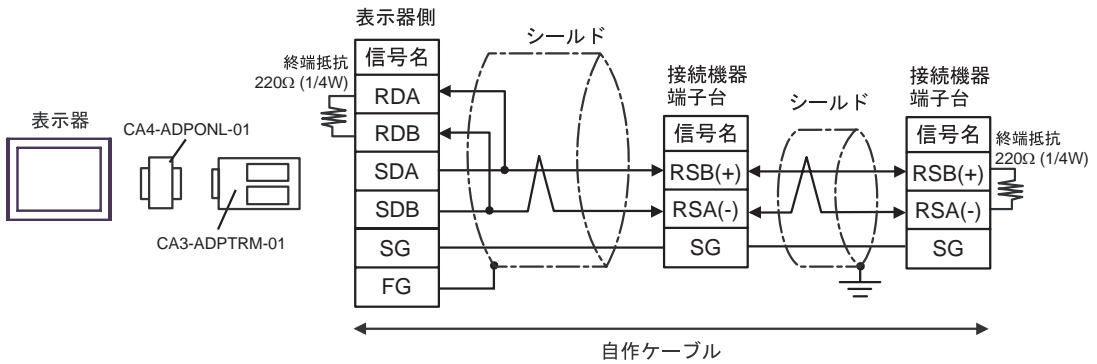 表示器
CA4-ADPONL-01
CA3-ADPTRM-01
終端抵抗
220Ω (1/4W)
表示器側
信号名
RDA
RDB
SDA
SDB
SG
FG
シールド
接続機器
端子台
信号名
RSB(+)
RSA(-)
SG
シールド
接続機器
端子台
信号名
RSB(+)
RSA(-)
SG
終端抵抗
220Ω (1/4W)
自作ケーブル